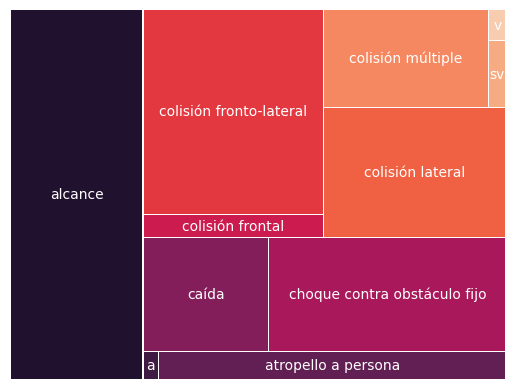 alcance
colisión fronto-lateral
colisión múltiple
v
sv
colisión lateral
colisión frontal
caída
choque contra obstáculo fijo
a
atropello a persona